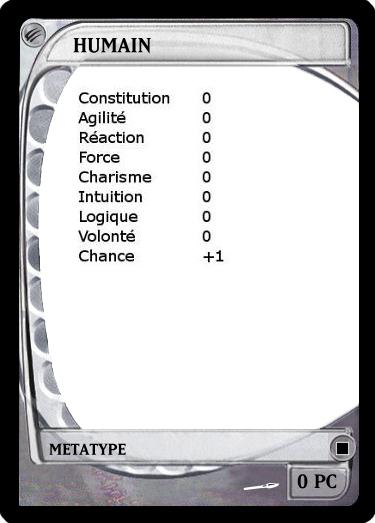 HUMAIN
Constitution 0
Agilité 0
Réaction 0
Force 0
Charisme 0
Intuition 0
Logique 0
Volonté 0
Chance +1
METATYPE
0 PC